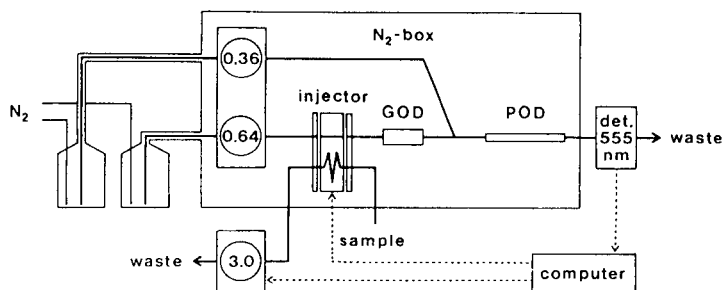 N₂-box
0.36
injector
GOD
POD
N₂
0.64
det.
555
nm
waste
sample
waste
3.0
computer